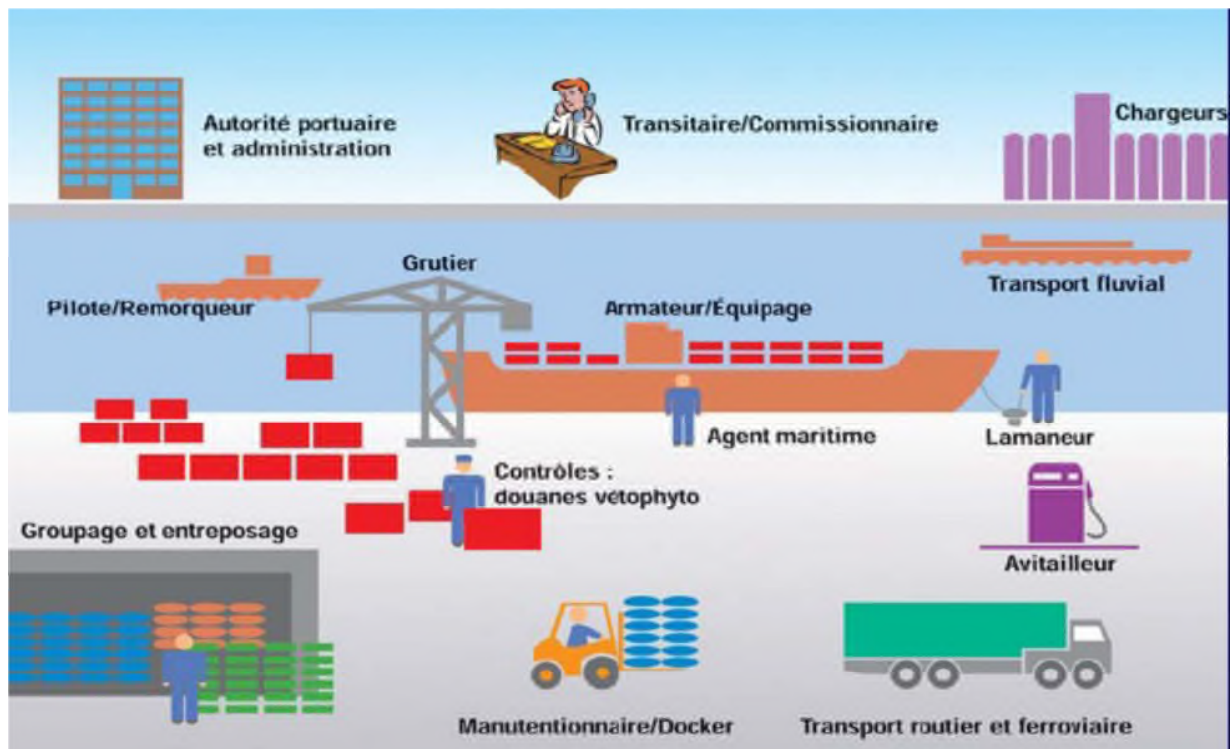 Autorité portuaire
et administration
Transitaire/Commissionnaire
Chargeurs
Pilote/Remorqueur
Grutier
Armateur/Équipage
Transport fluvial
Agent maritime
Lamaneur
Contrôles :
douanes vétophyto
Groupage et entreposage
Avitailleur
Manutentionnaire/Docker
Transport routier et ferroviaire